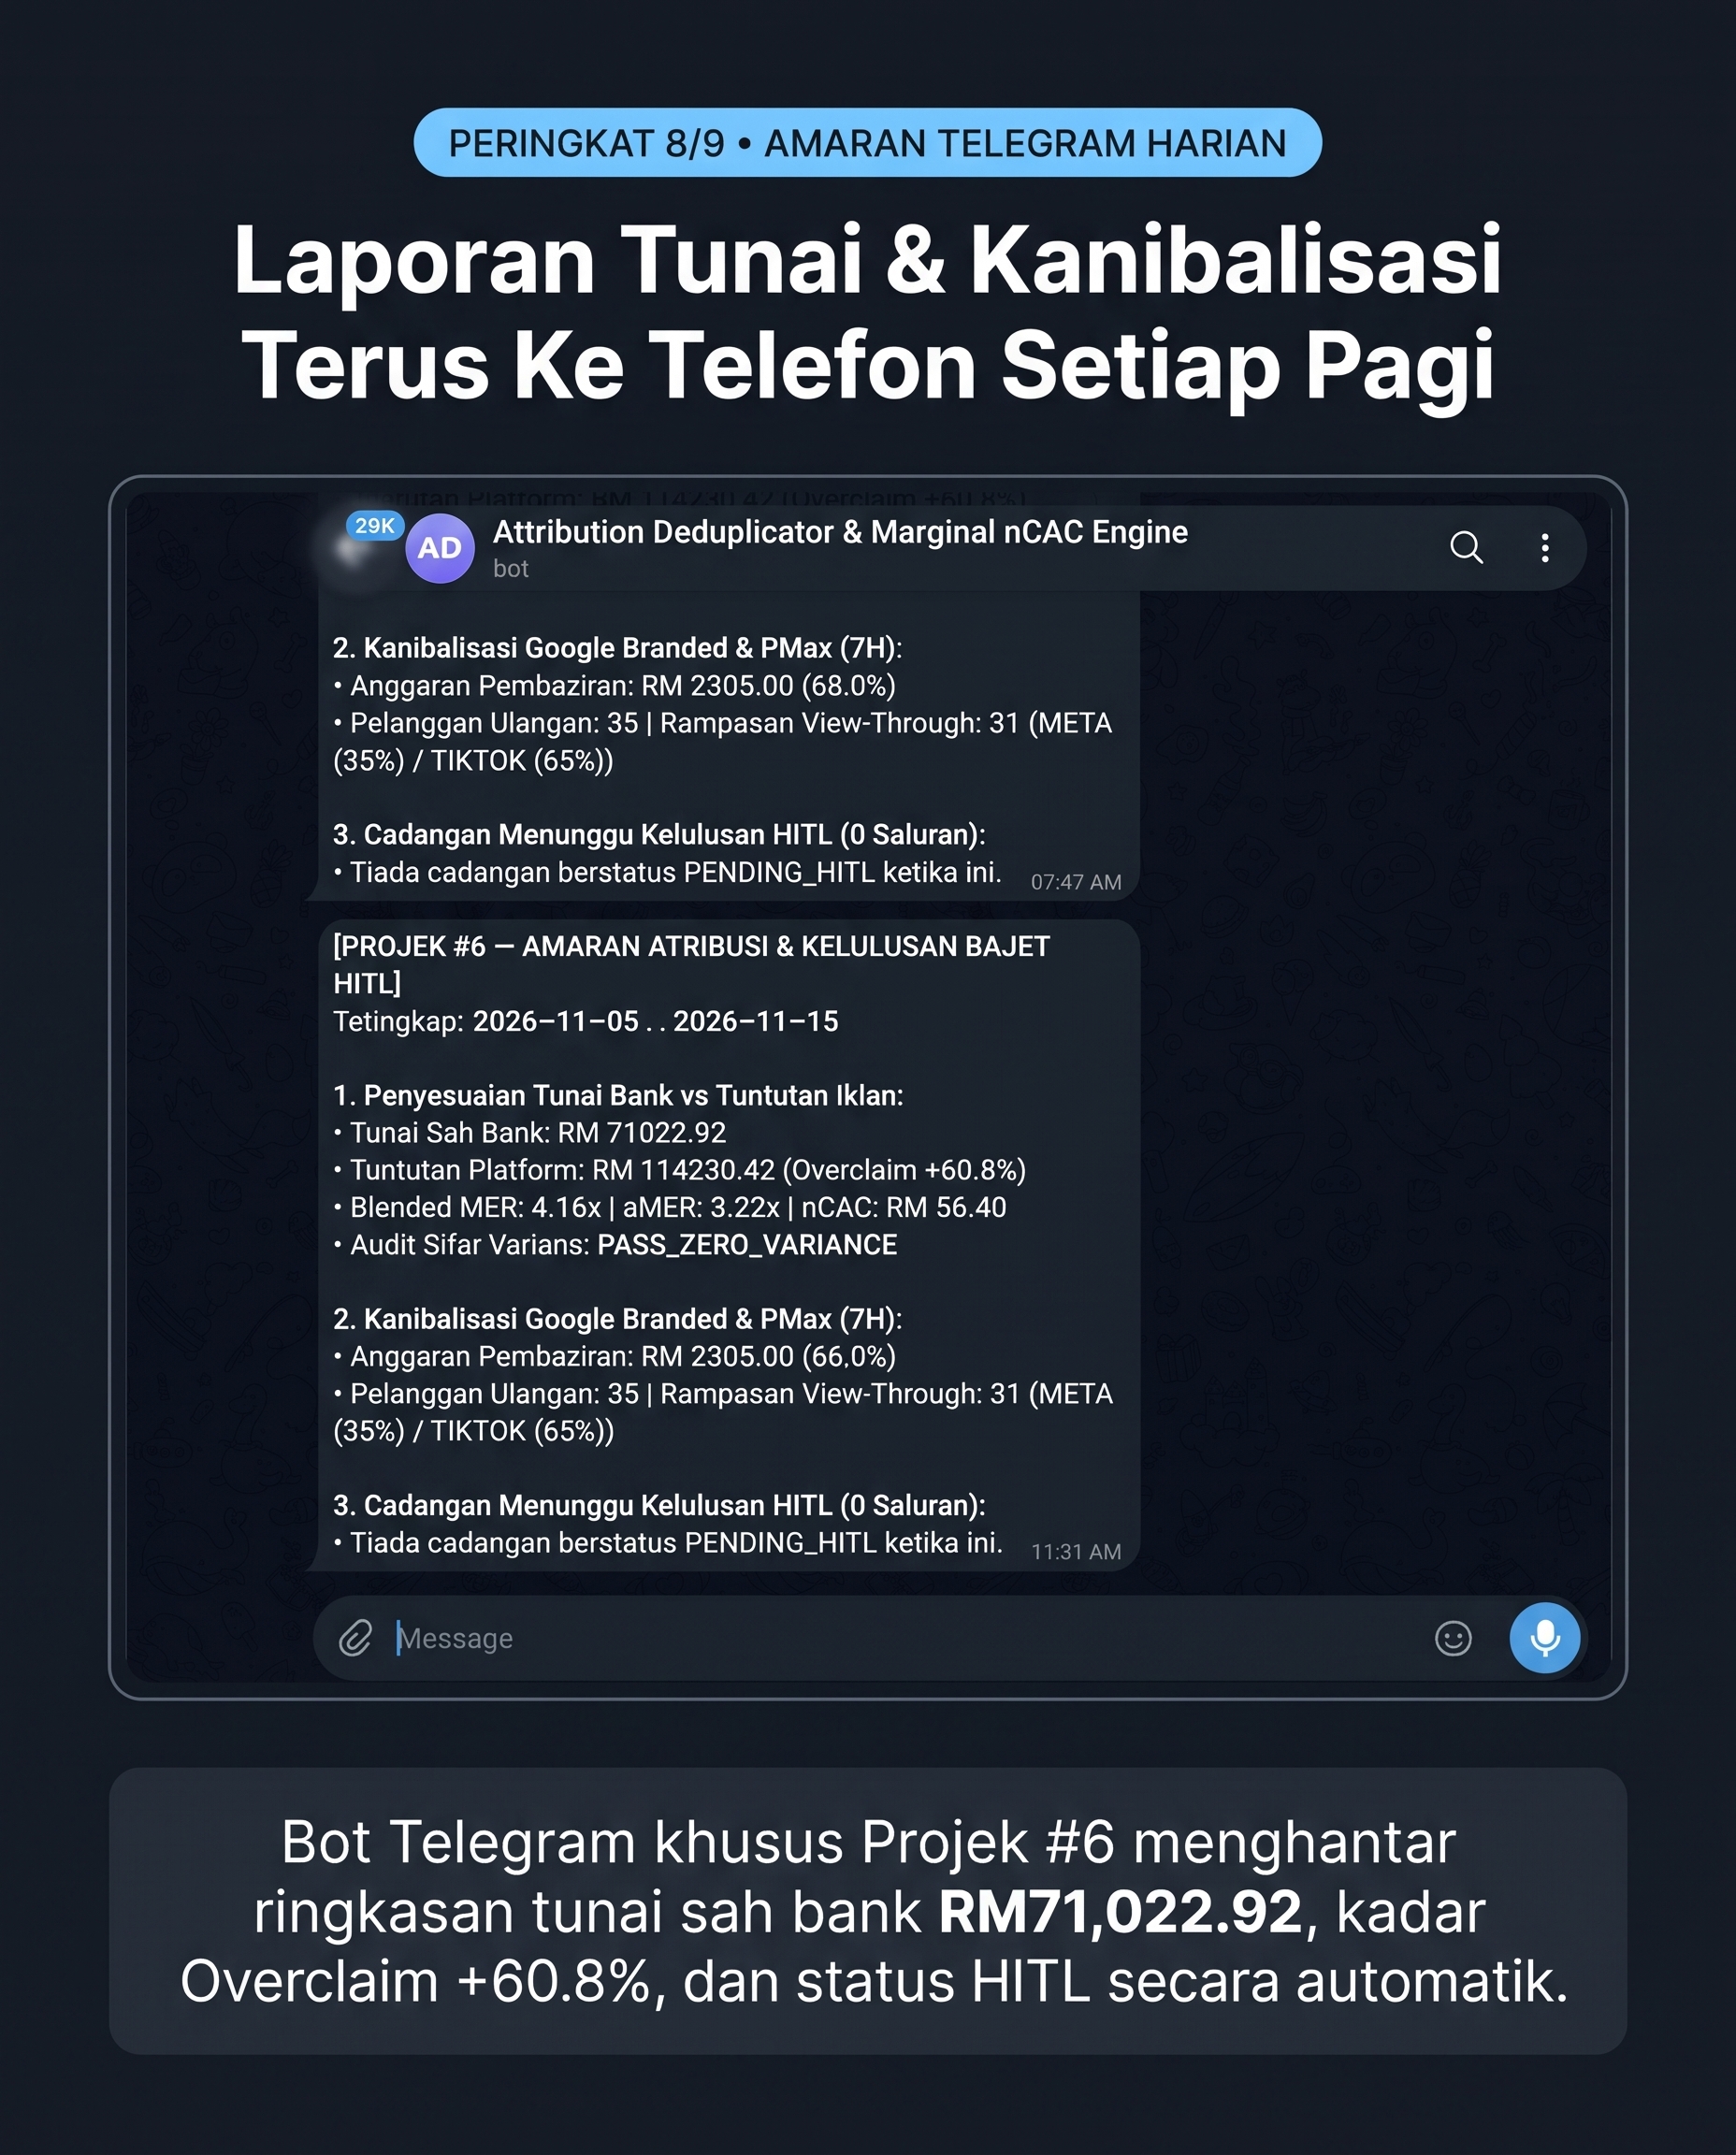 PERINGKAT 8/9 • AMARAN TELEGRAM HARIAN
Laporan Tunai & Kanibalisasi
Terus Ke Telefon Setiap Pagi
Platform: RM 114230.42 (Overclaim +60.8%)
29K
AD
Attribution Deduplicator & Marginal nCAC Engine
bot
2. Kanibalisasi Google Branded & PMax (7H):
• Anggaran Pembaziran: RM 2305.00 (68.0%)
• Pelanggan Ulangan: 35 | Rampasan View-Through: 31 (META
(35%) / TIKTOK (65%))
3. Cadangan Menunggu Kelulusan HITL (0 Saluran):
• Tiada cadangan berstatus PENDING_HITL ketika ini.
07:47 AM
[PROJEK #6 — AMARAN ATRIBUSI & KELULUSAN BAJET
HITL]
Tetingkap: 2026–11–05 . . 2026–11–15
1. Penyesuaian Tunai Bank vs Tuntutan Iklan:
• Tunai Sah Bank: RM 71022.92
• Tuntutan Platform: RM 114230.42 (Overclaim +60.8%)
• Blended MER: 4.16x | aMER: 3.22x | nCAC: RM 56.40
• Audit Sifar Varians: PASS_ZERO_VARIANCE
2. Kanibalisasi Google Branded & PMax (7H):
• Anggaran Pembaziran: RM 2305.00 (66.0%)
• Pelanggan Ulangan: 35 | Rampasan View-Through: 31 (META
(35%) / TIKTOK (65%))
3. Cadangan Menunggu Kelulusan HITL (0 Saluran):
• Tiada cadangan berstatus PENDING_HITL ketika ini.
11:31 AM
Message
Bot Telegram khusus Projek #6 menghantar
ringkasan tunai sah bank RM71,022.92, kadar
Overclaim +60.8%, dan status HITL secara automatik.